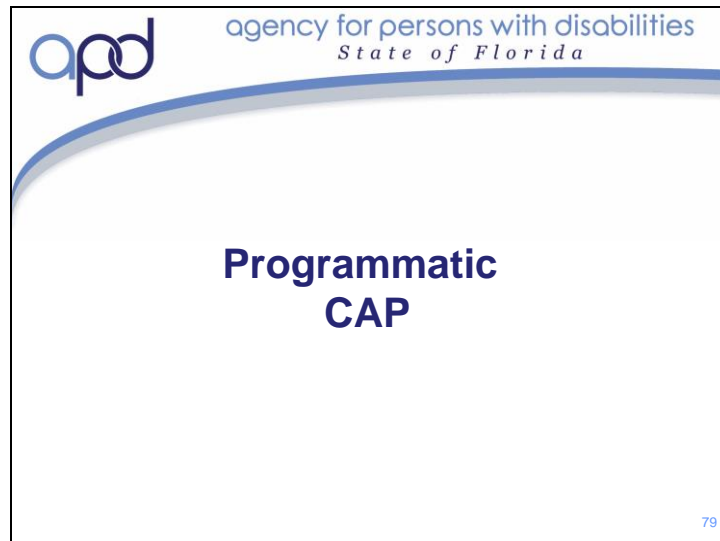 apd
agency for persons with disabilities
State of Florida
Programmatic
CAP
79